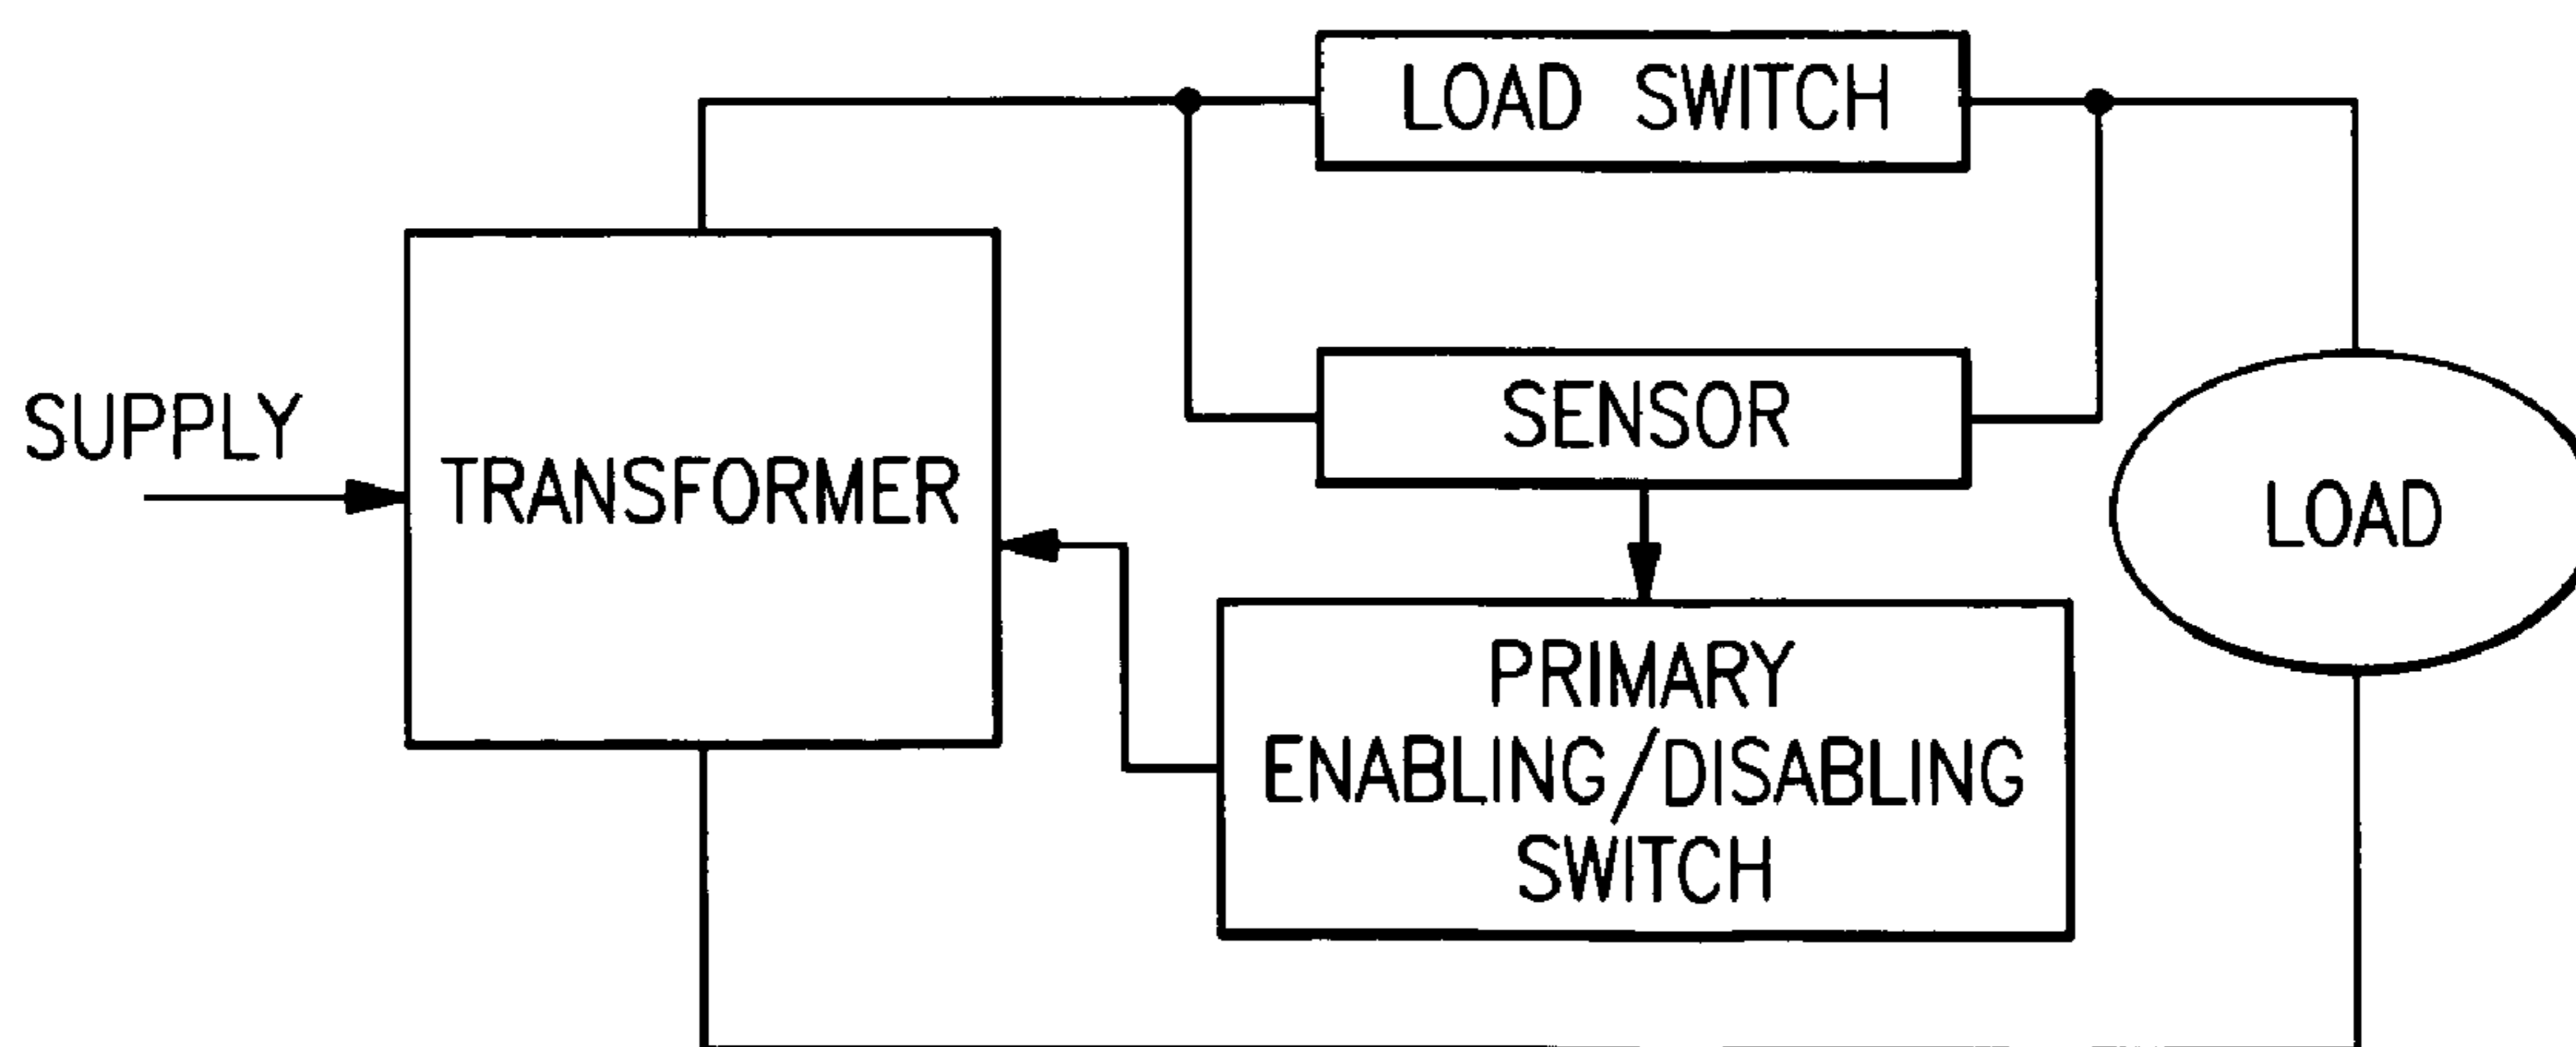 LOAD SWITCH
SENSOR
SUPPLY
TRANSFORMER
LOAD
PRIMARY
ENABLING/DISABLING
SWITCH